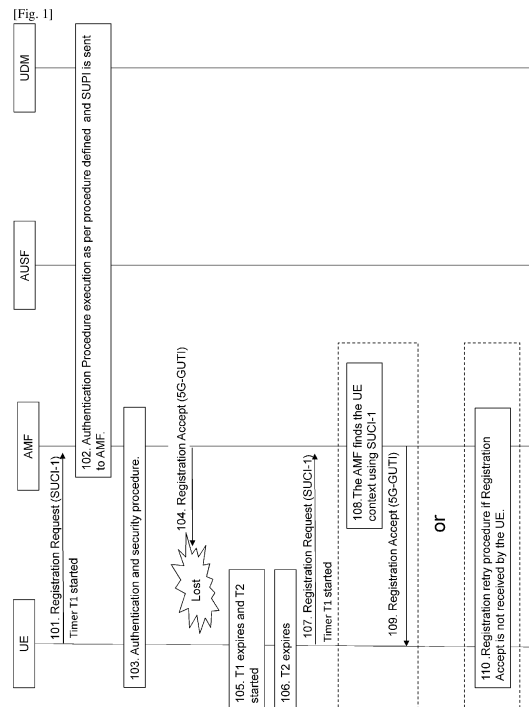 [Fig. 1]
UE
AMF
AUSF
UDM
101. Registration Request (SUCI-1)
Timer T1 started
102. Authentication Procedure execution as per procedure defined and SUPI is sent
to AMF.
103. Authentication and security procedure.
104. Registration Accept (5G-GUTI)
Lost
105. T1 expires and T2
started
106. T2 expires
107. Registration Request (SUCI-1)
Timer T1 started
108.The AMF finds the UE
context using SUCI-1
109. Registration Accept (5G-GUTI)
or
110 .Registration retry procedure if Registration
Accept is not received by the UE.